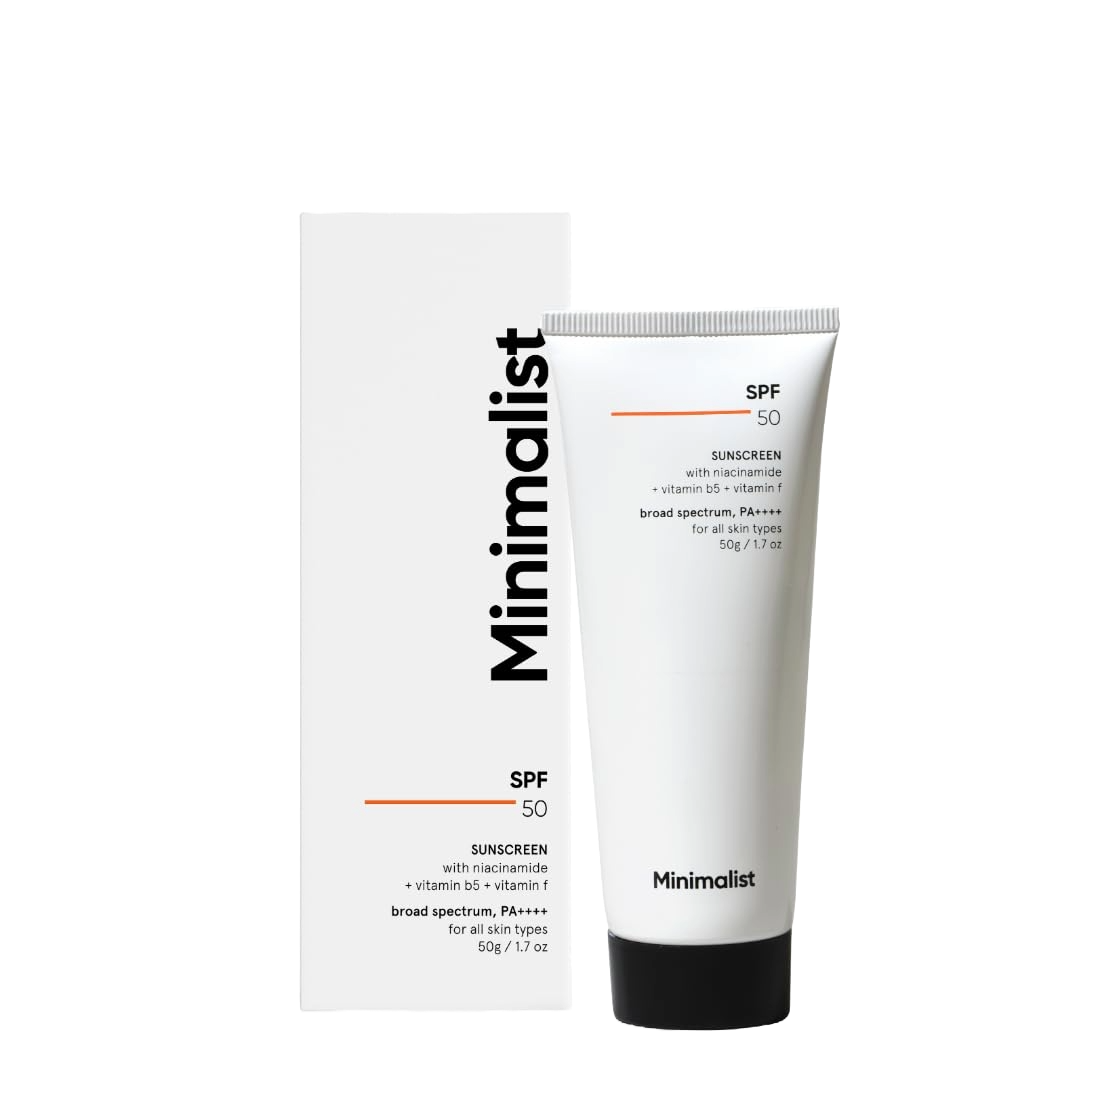 Minimalist
SPF
50
SUNSCREEN
with niacinamide
+ vitamin b5 + vitamin f
broad spectrum, PA++++
for all skin types
50g / 1.7 oz
SPF
50
SUNSCREEN
with niacinamide
+ vitamin b5 + vitamin f
broad spectrum, PA++++
for all skin types
50g / 1.7 oz
Minimalist